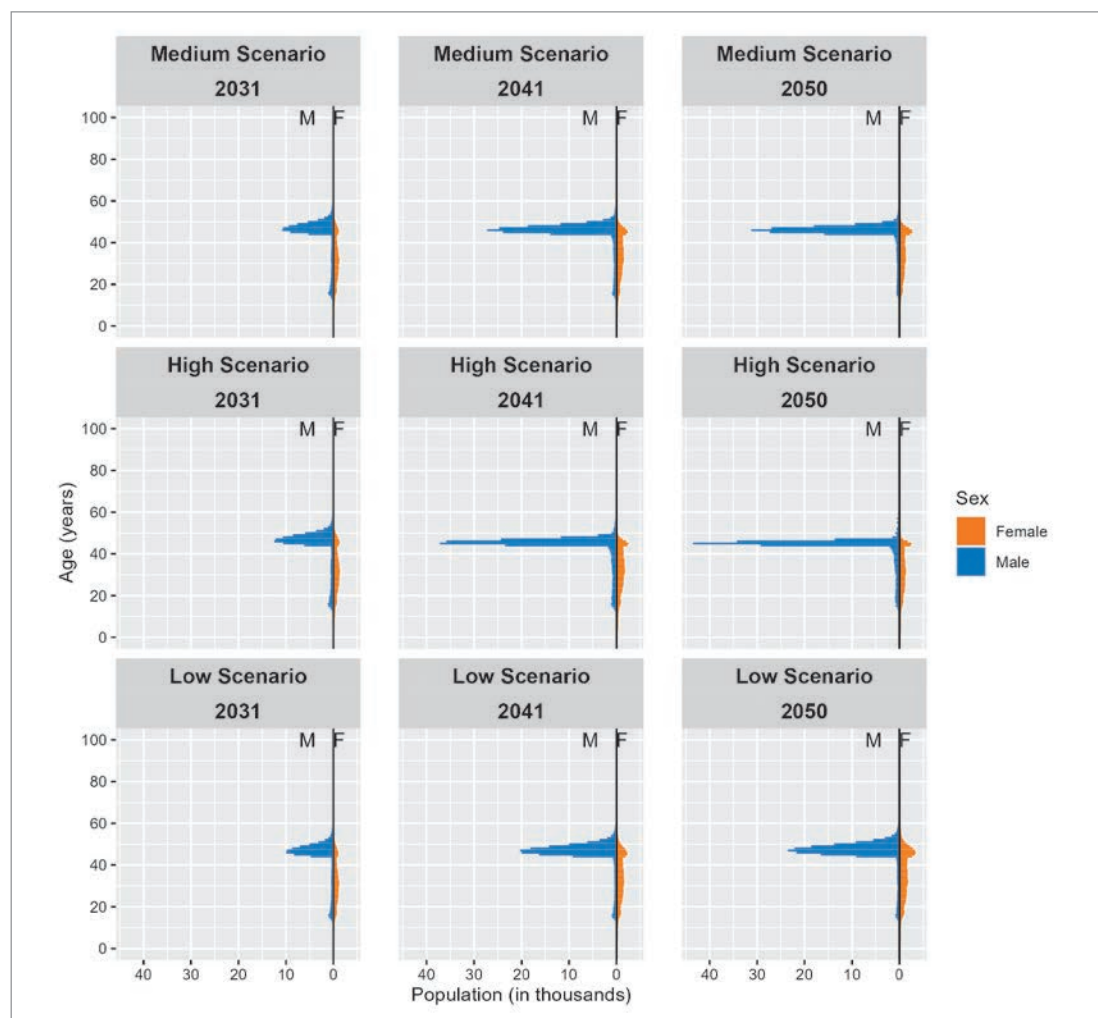 Medium Scenario
2031
Medium Scenario
2041
Medium Scenario
2050
M F
M F
M F
100
80
60
40
20
0
High Scenario
2031
High Scenario
2041
High Scenario
2050
M F
M F
M F
100
80
60
40
20
0
Age (years)
Sex
Female
Male
Low Scenario
2031
Low Scenario
2041
Low Scenario
2050
M F
M F
M F
100
80
60
40
20
0
40 30 20 10 0
40 30 20 10 0
40 30 20 10 0
Population (in thousands)